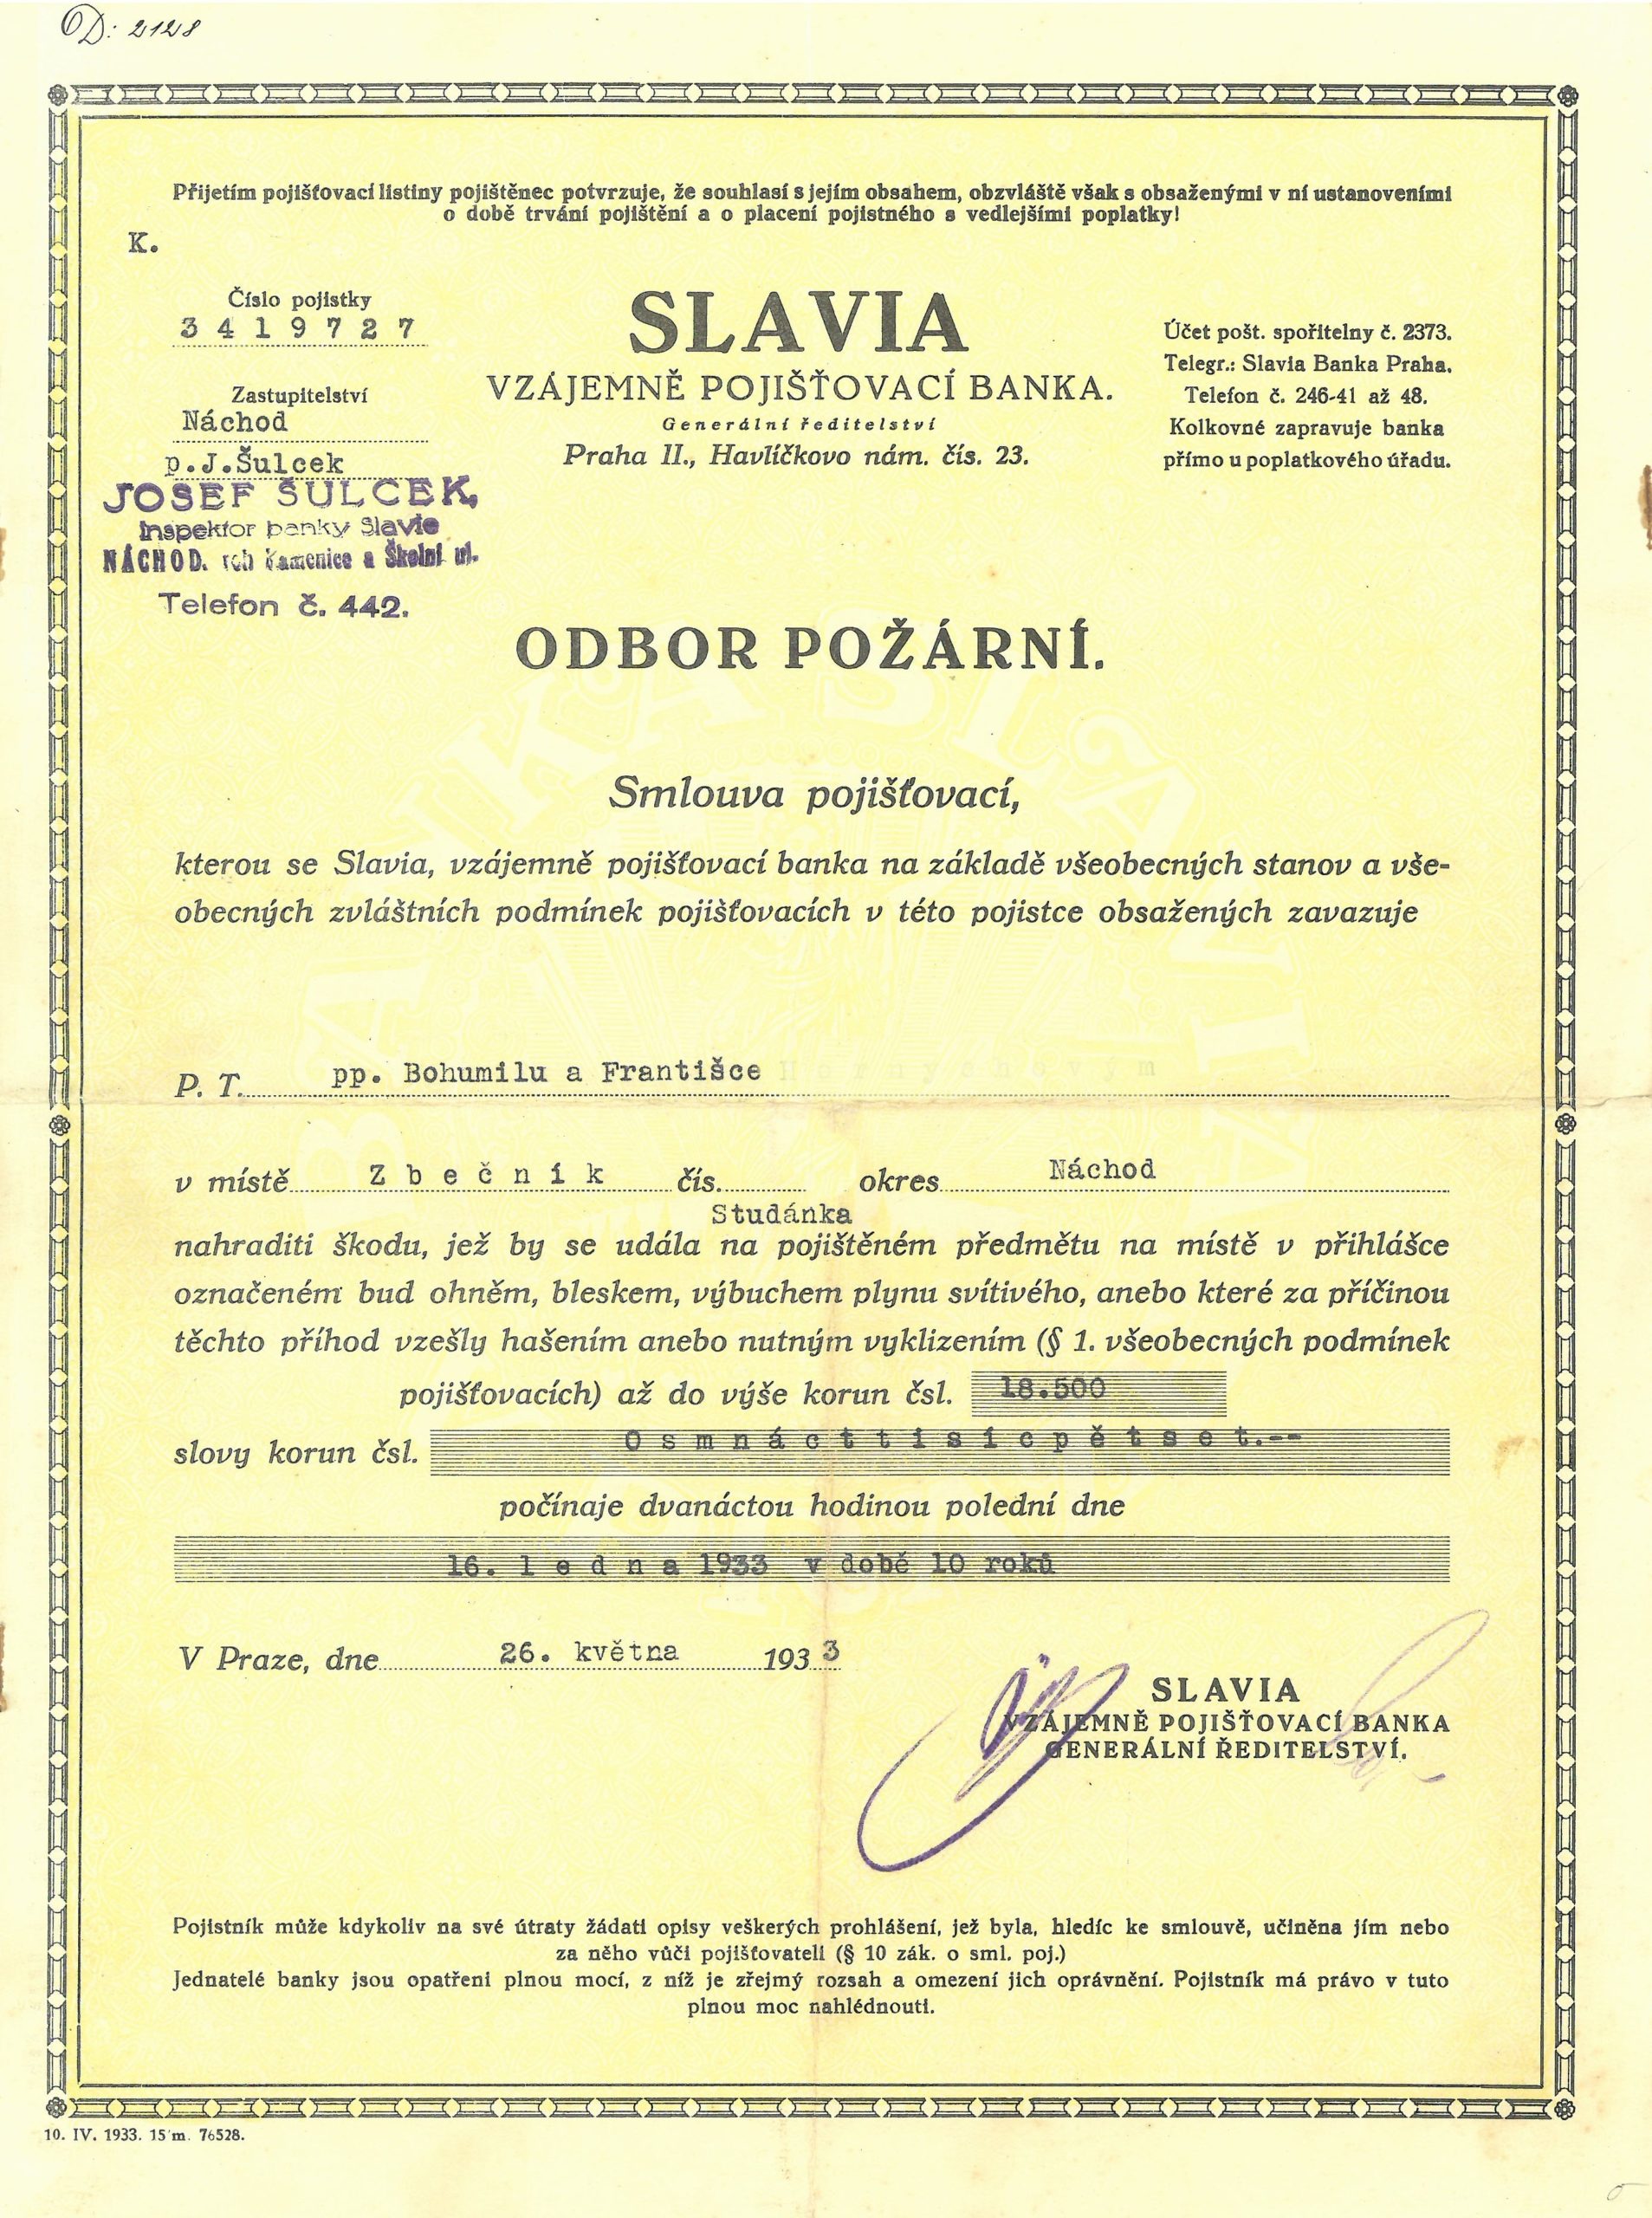 OD: 2128
Přijetím pojišťovací listiny pojištěnec potvrzuje, že souhlasí s jejím obsahem, obzvláště však s obsaženými v ní ustanoveními
o době trvání pojištění a o placení pojistného s vedlejšími poplatky!
K.
Číslo pojistky
3419727
Zastupitelství
Náchod
p.J.Šulcek
JOSEF ŠULCEK,
Inspektor banky Slavie
NÁCHOD. roh Kamenice a Školní ul.
Telefon č. 442.
SLAVIA
VZÁJEMNĚ POJIŠŤOVACÍ BANKA.
Generální ředitelství
Praha II., Havlíčkovo nám. čís. 23.
Účet pošt. spořitelny č. 2373.
Telegr.: Slavia Banka Praha.
Telefon č. 246-41 až 48.
Kolkovné zapravuje banka
přímo u poplatkového úřadu.
ODBOR POŽÁRNÍ.
BANKA SLAVIA
Smlouva pojišťovací,
kterou se Slavia, vzájemně pojišťovací banka na základě všeobecných stanov a vše-
obecných zvláštních podmínek pojišťovacích v této pojistce obsažených zavazuje
P. T. pp. Bohumilu a Františce
v místě Zbečník čís. okres Náchod
Studánka
nahraditi škodu, jež by se udála na pojištěném předmětu na místě v přihlášce
označeném bud ohněm, bleskem, výbuchem plynu svítivého, anebo které za příčinou
těchto příhod vzešly hašením anebo nutným vyklizením (§ 1. všeobecných podmínek
pojišťovacích) až do výše korun čsl. 18.500
slovy korun čsl. Osmnácttisícpětset.--
počínaje dvanáctou hodinou polední dne
16. ledna 1933 v době 10 roků
V Praze, dne 26. května 1933
SLAVIA
VZÁJEMNĚ POJIŠŤOVACÍ BANKA
GENERÁLNÍ ŘEDITELSTVÍ.
Pojistník může kdykoliv na své útraty žádati opisy veškerých prohlášení, jež byla, hledíc ke smlouvě, učiněna jím nebo
za něho vůči pojišťovateli (§ 10 zák. o sml. poj.)
Jednatelé banky jsou opatřeni plnou mocí, z níž je zřejmý rozsah a omezení jich oprávnění. Pojistník má právo v tuto
plnou moc nahlédnouti.
10. IV. 1933. 15 m. 76528.